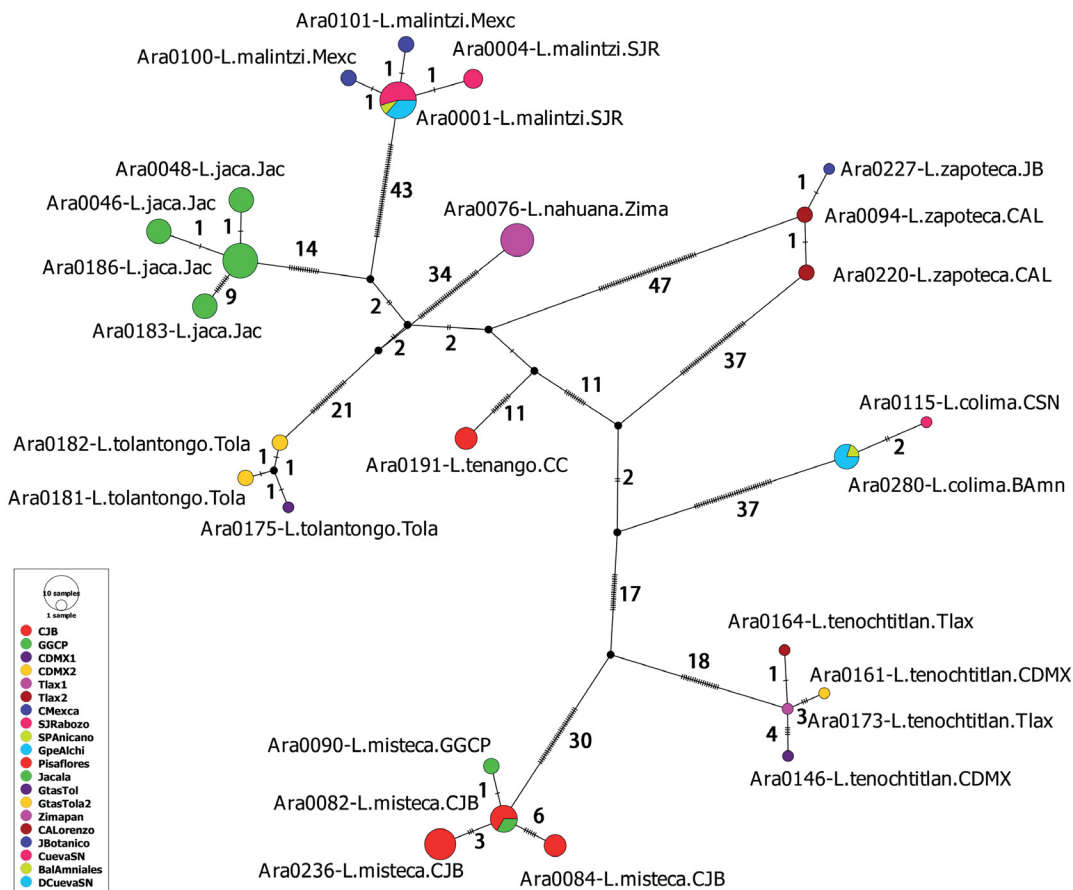 Ara0101-L.malintzi.Mexc
Ara0100-L.malintzi.Mexc
Ara0004-L.malintzi.SJR
1
1
1
1
Ara0001-L.malintzi.SJR
43
Ara0048-L.jaca.Jac
Ara0046-L.jaca.Jac
1
1
Ara0186-L.jaca.Jac
14
9
Ara0183-L.jaca.Jac
Ara0076-L.nahuana.Zima
34
2
2
2
47
Ara0227-L.zapoteca.JB
1
Ara0094-L.zapoteca.CAL
1
Ara0220-L.zapoteca.CAL
37
21
11
11
Ara0191-L.tenango.CC
Ara0182-L.tolantongo.Tola
1
1
Ara0181-L.tolantongo.Tola
1
Ara0175-L.tolantongo.Tola
2
Ara0115-L.colima.CSN
2
Ara0280-L.colima.BAmn
37
17
18
Ara0164-L.tenochtitlan.Tlax
1
Ara0161-L.tenochtitlan.CDMX
3
Ara0173-L.tenochtitlan.Tlax
4
Ara0146-L.tenochtitlan.CDMX
30
Ara0090-L.misteca.GGCP
1
Ara0082-L.misteca.CJB
6
3
Ara0236-L.misteca.CJB
Ara0084-L.misteca.CJB
10 samples
1 sample
CJB
GGCP
CDMX1
CDMX2
Tlax1
Tlax2
CMexca
SJRabozo
SPAnicano
GpeAlchi
Pisaflores
Jacala
GtasTol
GtasTola2
Zimapan
CALorenzo
JBotanico
CuevaSN
BalAmniales
DCuevaSN